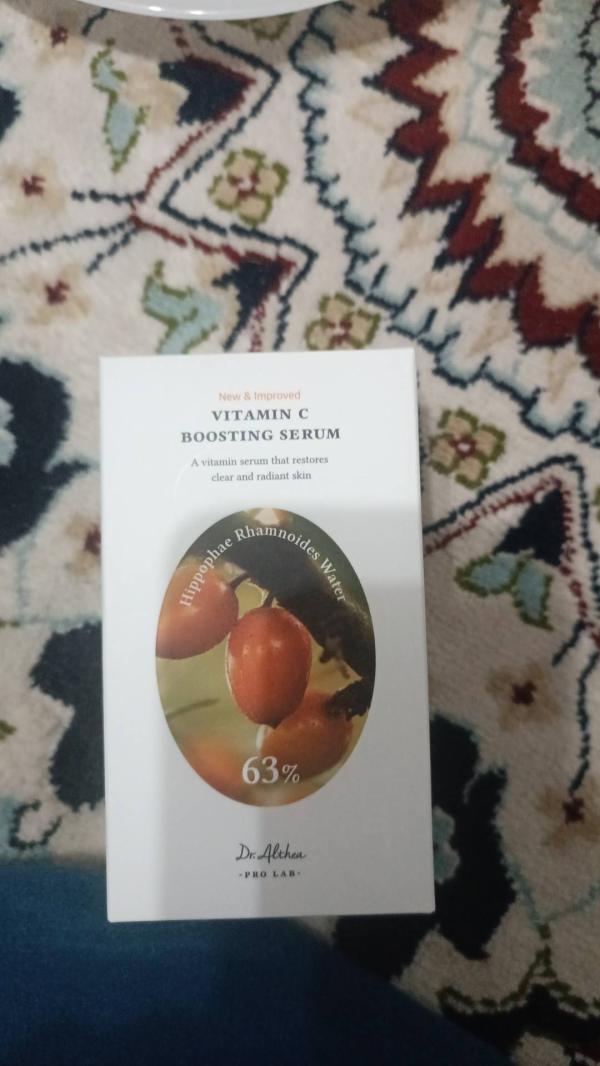 New & Improved
VITAMIN C
BOOSTING SERUM
A vitamin serum that restores
clear and radiant skin
Hippophae Rhamnoides Water
63%
Dr. Althea
-PRO LAB-